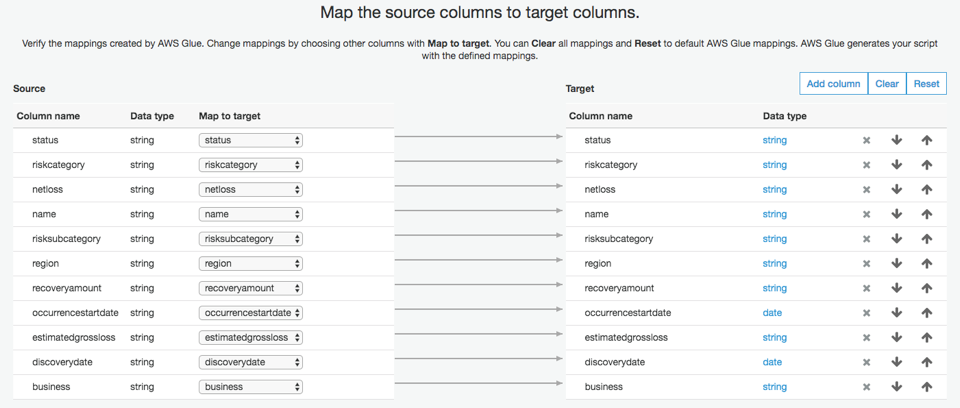 Map the source columns to target columns.
Verify the mappings created by AWS Glue. Change mappings by choosing other columns with Map to target. You can Clear all mappings and Reset to default AWS Glue mappings. AWS Glue generates your script
with the defined mappings.
Source Target Add column Clear Reset
Column name Data type Map to target Column name Data type
status string status status string
riskcategory string riskcategory riskcategory string
netloss string netloss netloss string
name string name name string
risksubcategory string risksubcategory risksubcategory string
region string region region string
recoveryamount string recoveryamount recoveryamount string
occurrencestartdate string occurrencestartdate occurrencestartdate date
estimatedgrossloss string estimatedgrossloss estimatedgrossloss string
discoverydate string discoverydate discoverydate date
business string business business string